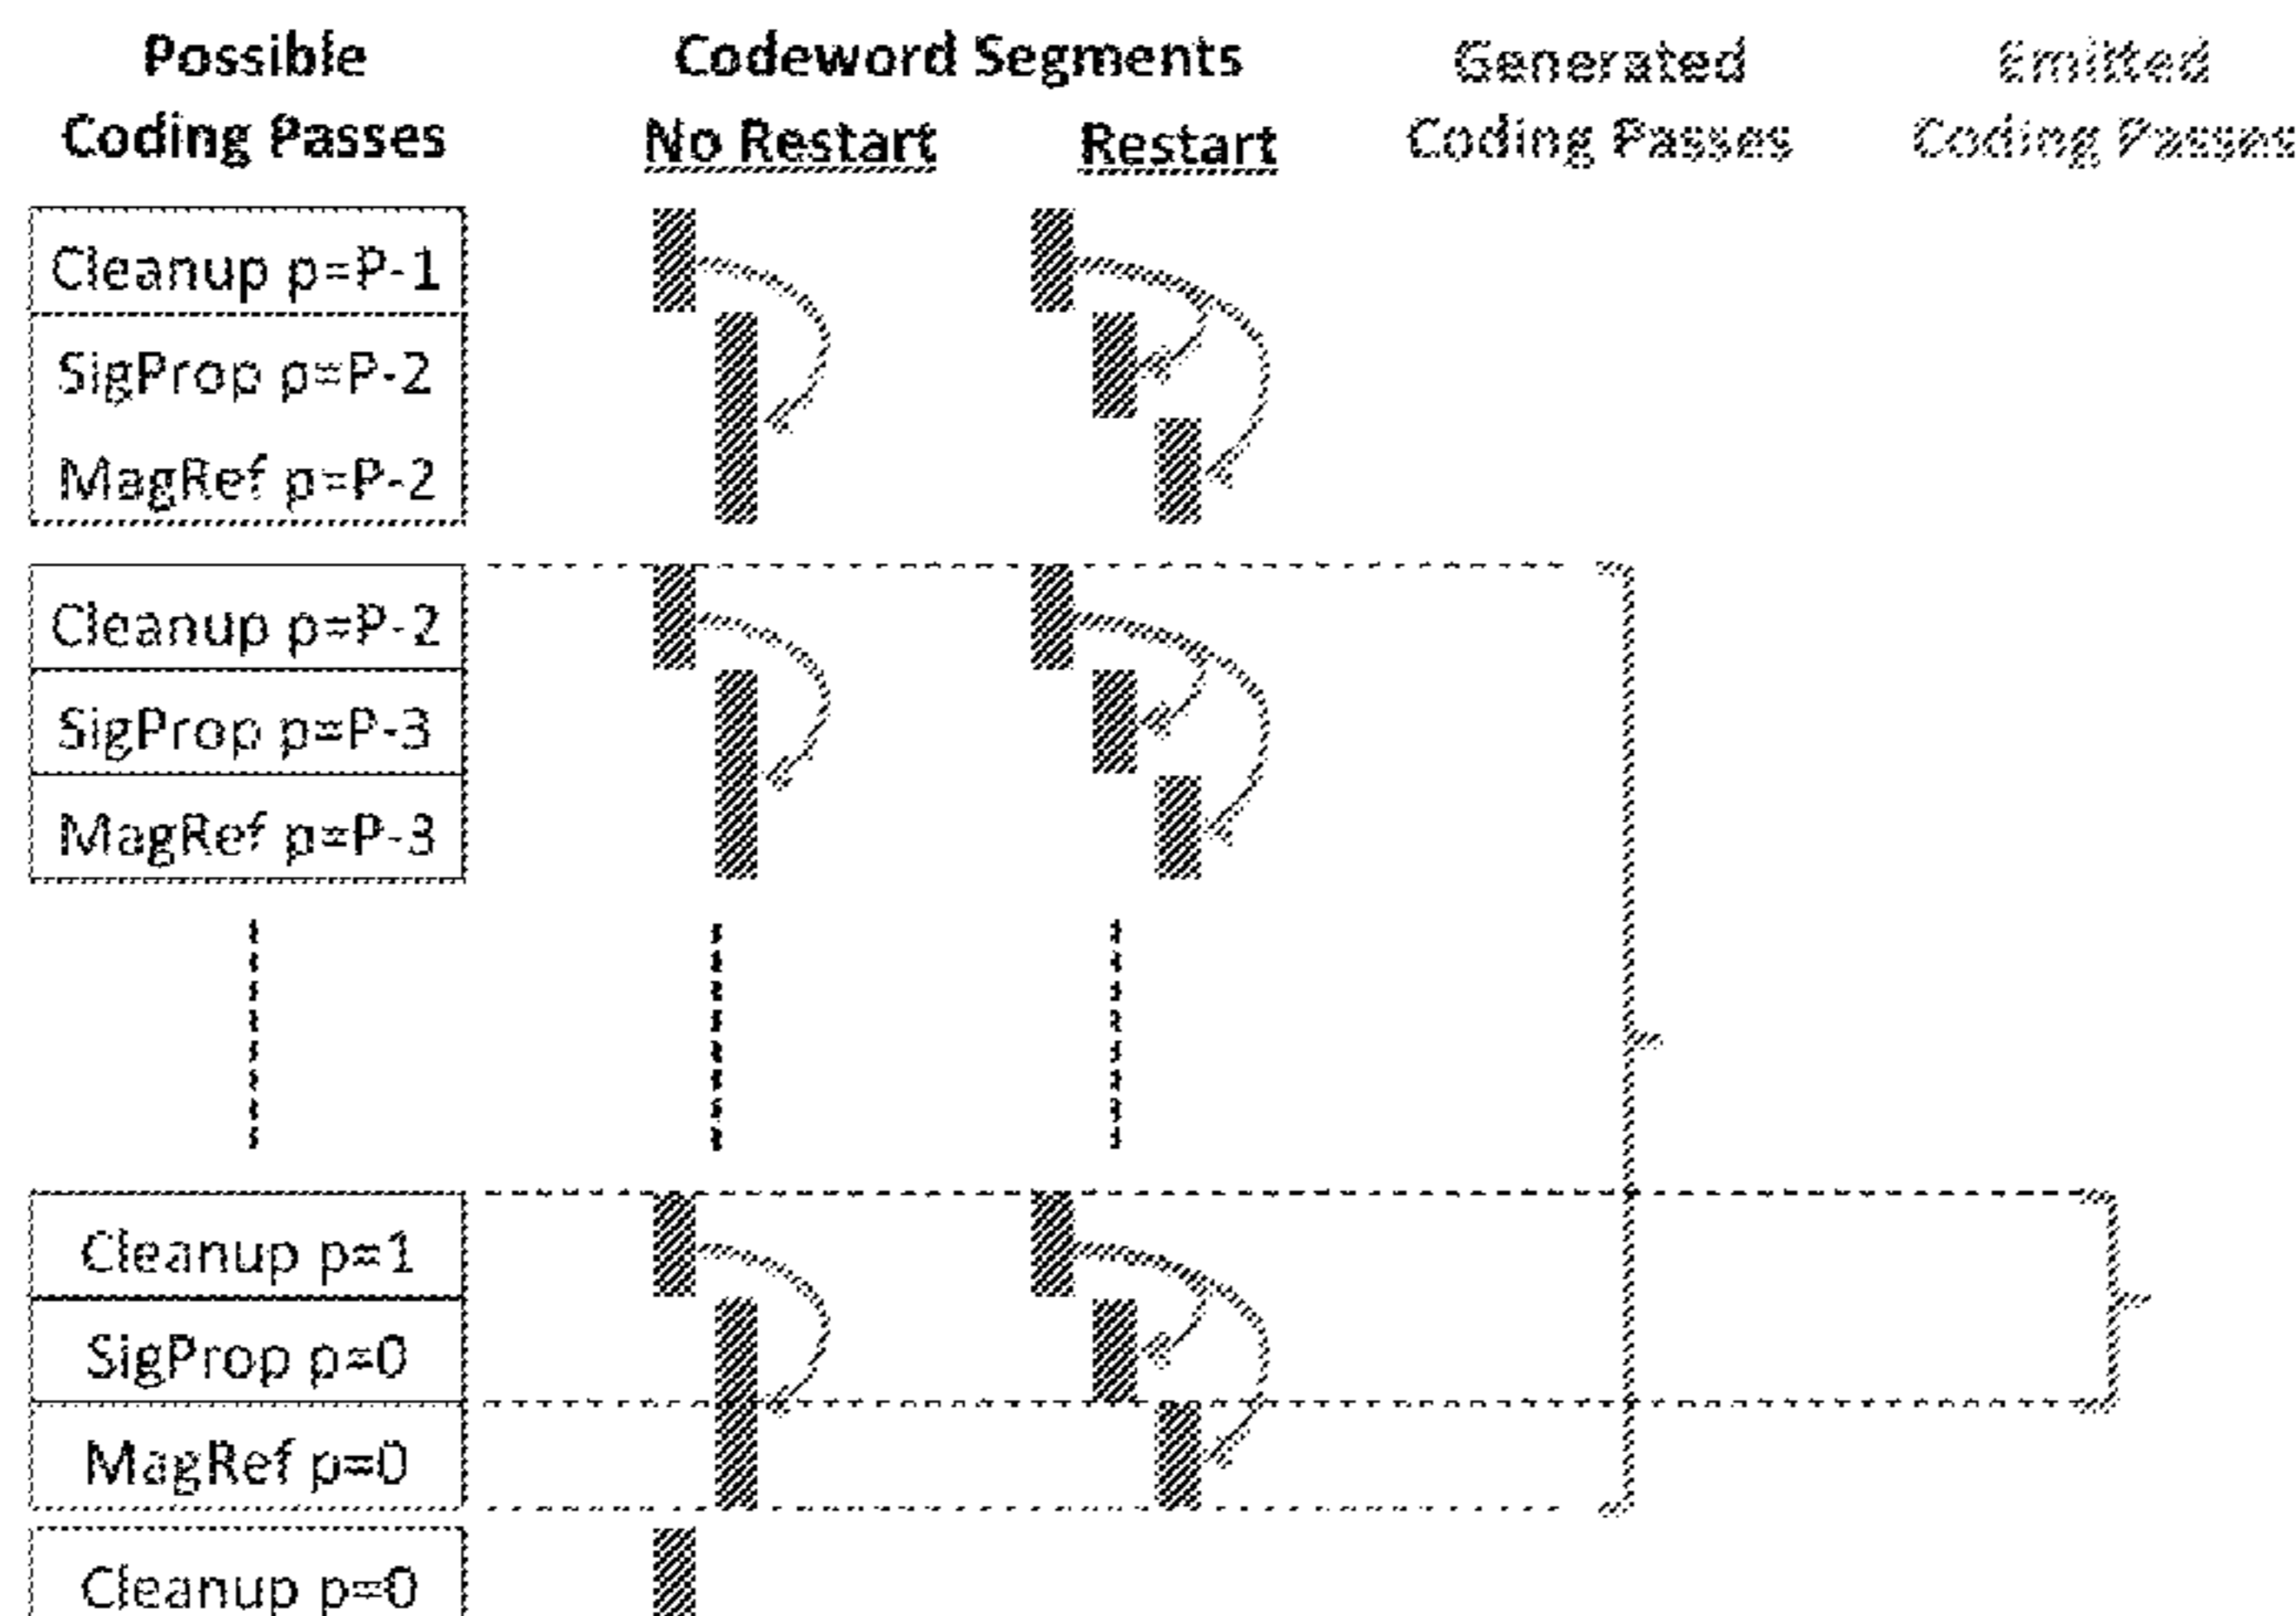 Possible Codeword Segments Generated Emitted
Coding Passes No Restart Restart Coding Passes Coding Passes
Cleanup p=P-1
SigProp p=P-2
MagRef p=P-2
Cleanup p=P-2
SigProp p=P-3
MagRef p=P-3
Cleanup p=1
SigProp p=0
MagRef p=0
Cleanup p=0